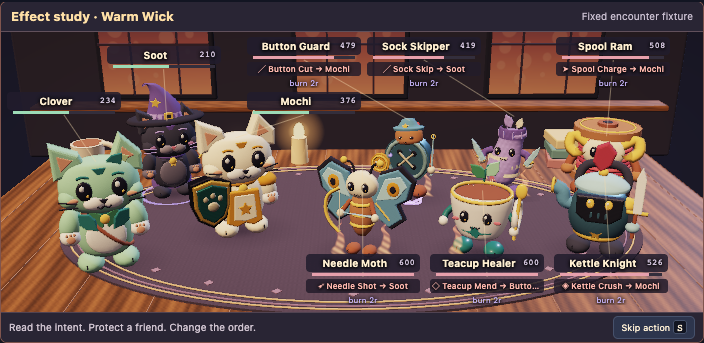 Effect study · Warm Wick
Fixed encounter fixture
Soot 210
Button Guard 479
Button Cut → Mochi
burn 2r
Sock Skipper 419
Sock Skip → Soot
burn 2r
Spool Ram 508
Spool Charge → Mochi
burn 2r
Clover 234
Mochi 376
Needle Moth 600
Needle Shot → Soot
burn 2r
Teacup Healer 600
Teacup Mend → Butto...
burn 2r
Kettle Knight 526
Kettle Crush → Mochi
burn 2r
Read the intent. Protect a friend. Change the order.
Skip action S